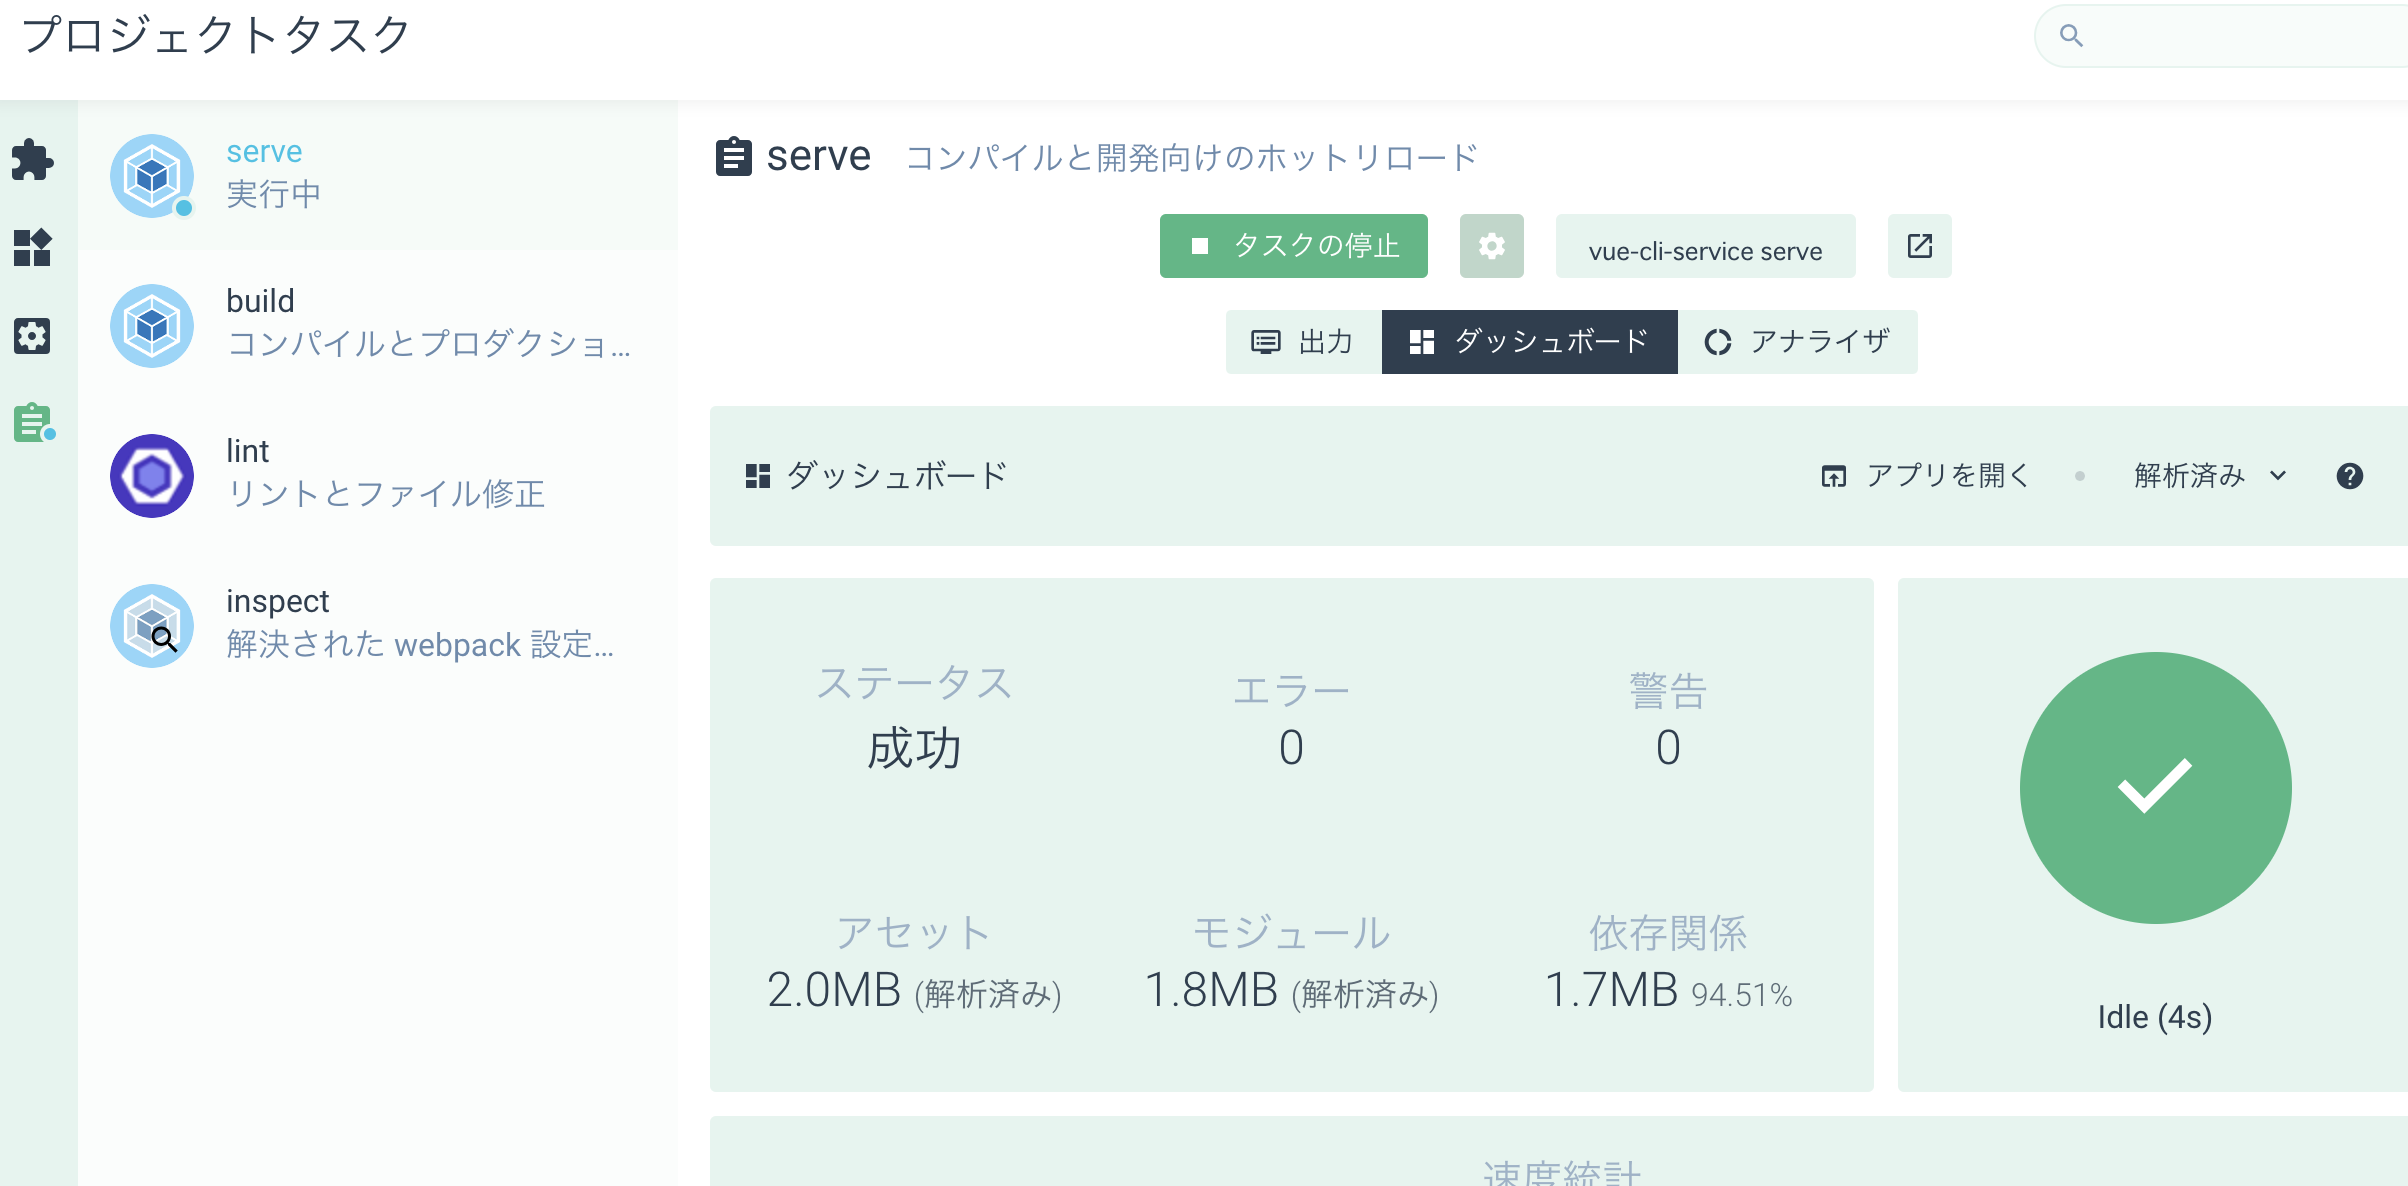 プロジェクトタスク
serve
実行中
build
コンパイルとプロダクショ...
lint
リントとファイル修正
inspect
解決された webpack 設定...
serve コンパイルと開発向けのホットリロード
タスクの停止
vue-cli-service serve
出力 ダッシュボード アナライザ
ダッシュボード
アプリを開く
解析済み
ステータス
成功
エラー
0
警告
0
アセット
2.0MB (解析済み)
モジュール
1.8MB (解析済み)
依存関係
1.7MB 94.51%
Idle (4s)
速度統計